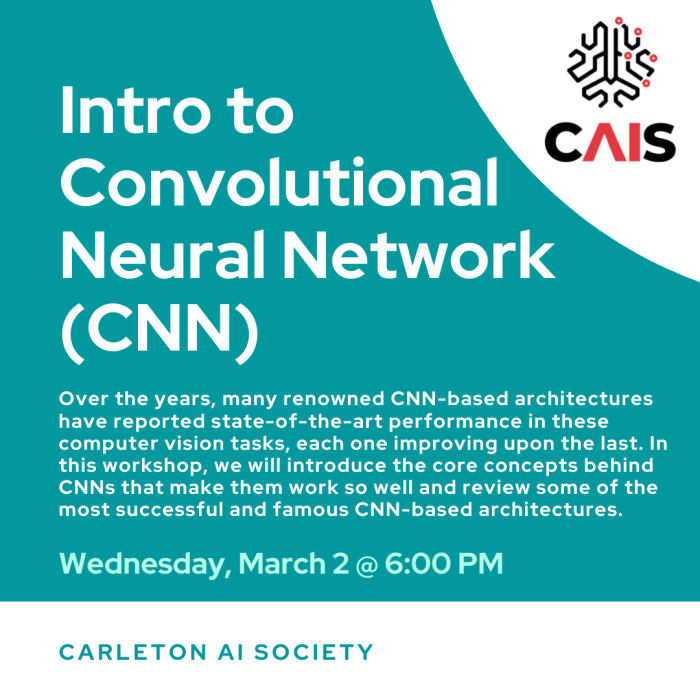 CAIS
Intro to
Convolutional
Neural Network
(CNN)
Over the years, many renowned CNN-based architectures
have reported state-of-the-art performance in these
computer vision tasks, each one improving upon the last. In
this workshop, we will introduce the core concepts behind
CNNs that make them work so well and review some of the
most successful and famous CNN-based architectures.
Wednesday, March 2 @ 6:00 PM
CARLETON AI SOCIETY